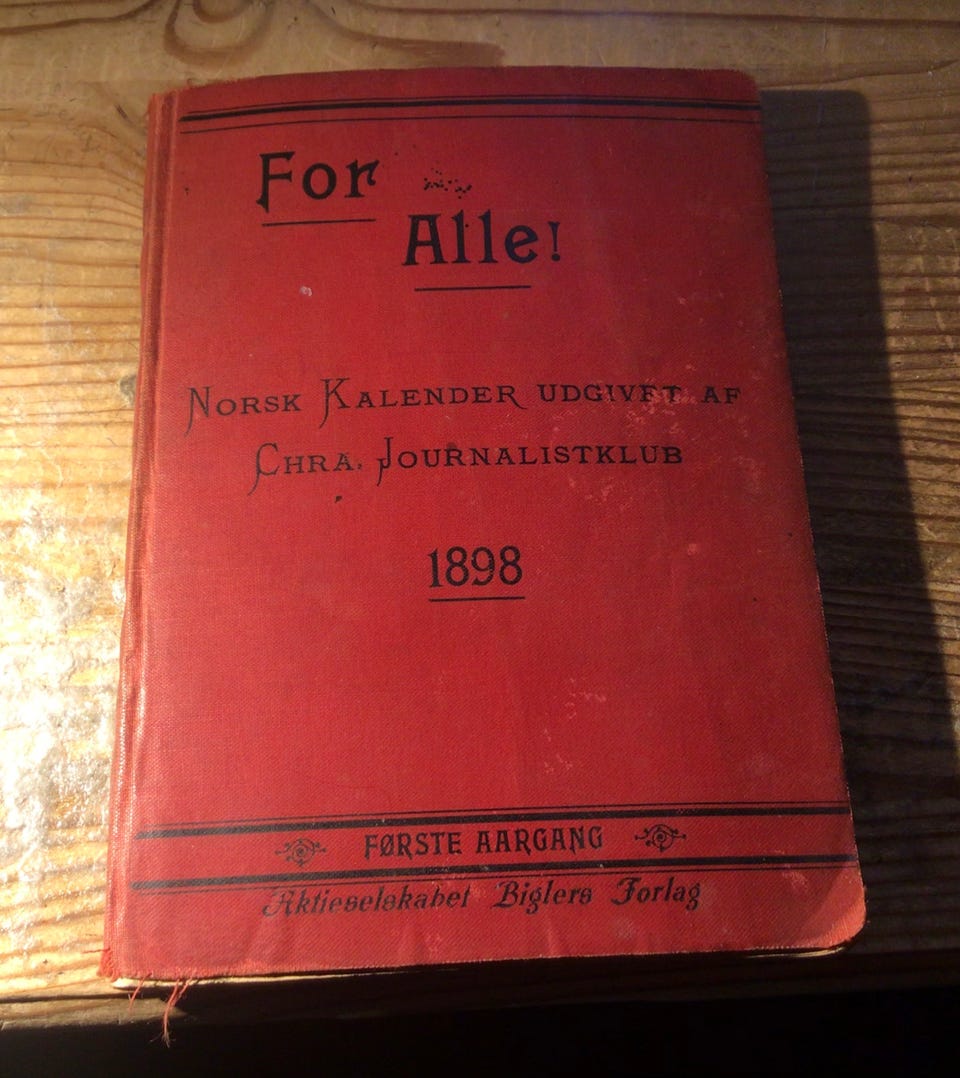 For
Alle!
Norsk Kalender udgivet af
Chra. Journalistklub
1898
FØRSTE AARGANG
Aktieselskabet Biglers Forlag